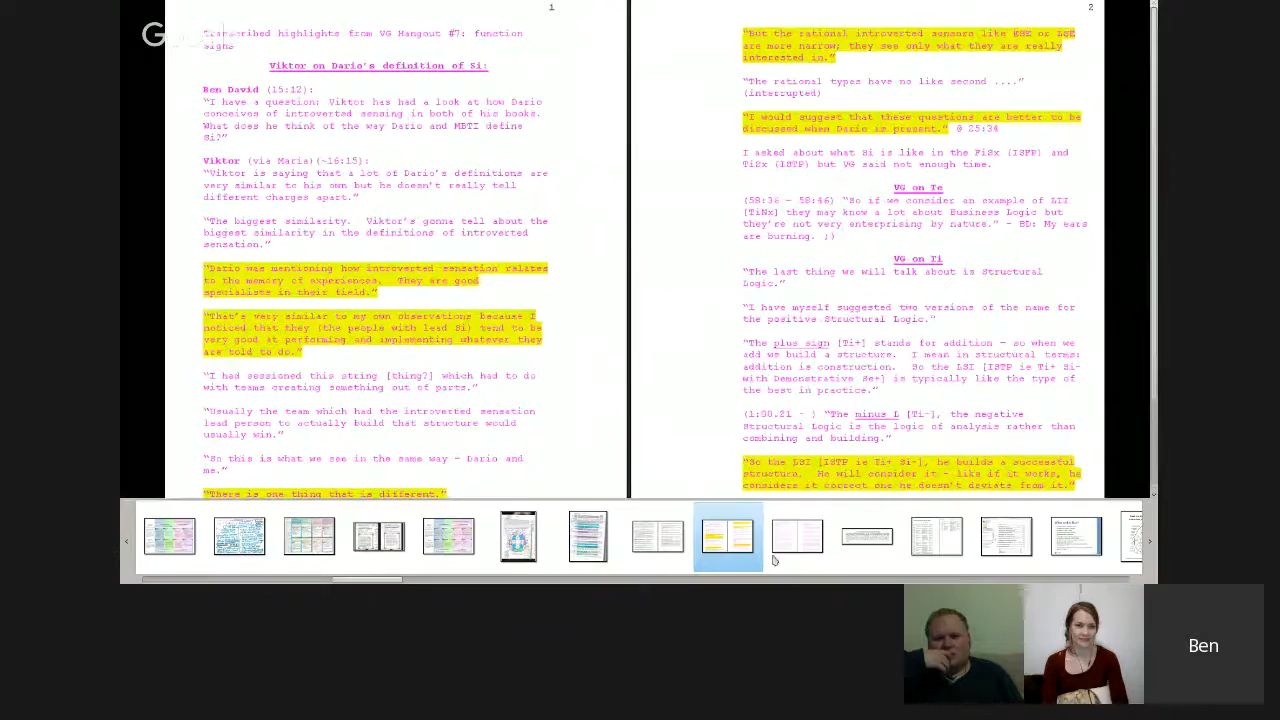 1
Transcribed highlights from VG Hangout #7: function
signs
Viktor on Dario's definition of Si:
Ben David (15:12):
"I have a question: Viktor has had a look at how Dario
conceives of introverted sensing in both of his books.
What does he think of the way Dario and MBTI define
Si?"
Viktor (via Maria)(~16:15):
"Viktor is saying that a lot of Dario's definitions are
very similar to his own but he doesn't really tell
different charges apart."
"The biggest similarity.  Viktor's gonna tell about the
biggest similarity in the definitions of introverted
sensation."
"Dario was mentioning how introverted sensation relates
to the memory of experiences.  They are good
specialists in their field."
"That's very similar to my own observations because I
noticed that they (the people with lead Si) tend to be
very good at performing and implementing whatever they
are told to do."
"I had sessioned this string [thing?] which had to do
with teams creating something out of parts."
"Usually the team which had the introverted sensation
lead person to actually build that structure would
usually win."
"So this is what we see in the same way – Dario and
me."
"There is one thing that is different."
2
"But the rational introverted sensors like ESE or LSE
are more narrow; they see only what they are really
interested in."
"The rational types have no like second ...."
(interrupted)
"I would suggest that these questions are better to be
discussed when Dario is present." @ 25:34
I asked about what Si is like in the FiSx (ISFP) and
TiSx (ISTP) but VG said not enough time.
VG on Te
(58:36 – 58:46) "So if we consider an example of LII
[TiNx] they may know a lot about Business Logic but
they're not very enterprising by nature." – BD: My ears
are burning. ;)
VG on Ti
"The last thing we will talk about is Structural
Logic."
"I have myself suggested two versions of the name for
the positive Structural Logic."
"The plus sign [Ti+] stands for addition – so when we
add we build a structure.  I mean in structural terms:
addition is construction.  So the LSI [ISTP ie Ti+ Si-
with Demonstrative Se+] is typically like the type of
the best in practice."
(1:00.21 - ) "The minus L [Ti-], the negative
Structural Logic is the logic of analysis rather than
combining and building."
"So the LSI [ISTP ie Ti+ Si-], he builds a successful
structure.  He will consider it – like if it works, he
considers it correct one he doesn't deviate from it."
Ben